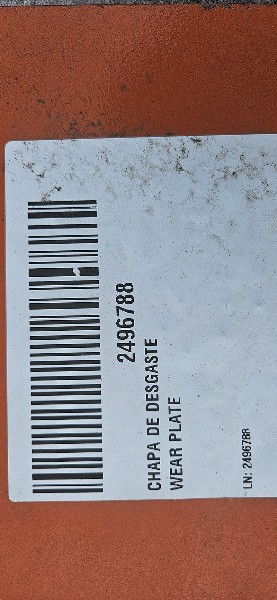 2496788
CHAPA DE DESGASTE
WEAR PLATE
LN: 2496788